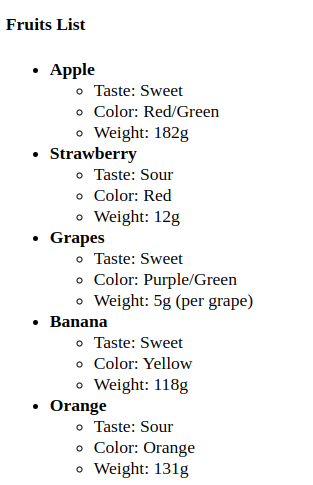 Fruits List
Apple
Taste: Sweet
Color: Red/Green
Weight: 182g
Strawberry
Taste: Sour
Color: Red
Weight: 12g
Grapes
Taste: Sweet
Color: Purple/Green
Weight: 5g (per grape)
Banana
Taste: Sweet
Color: Yellow
Weight: 118g
Orange
Taste: Sour
Color: Orange
Weight: 131g